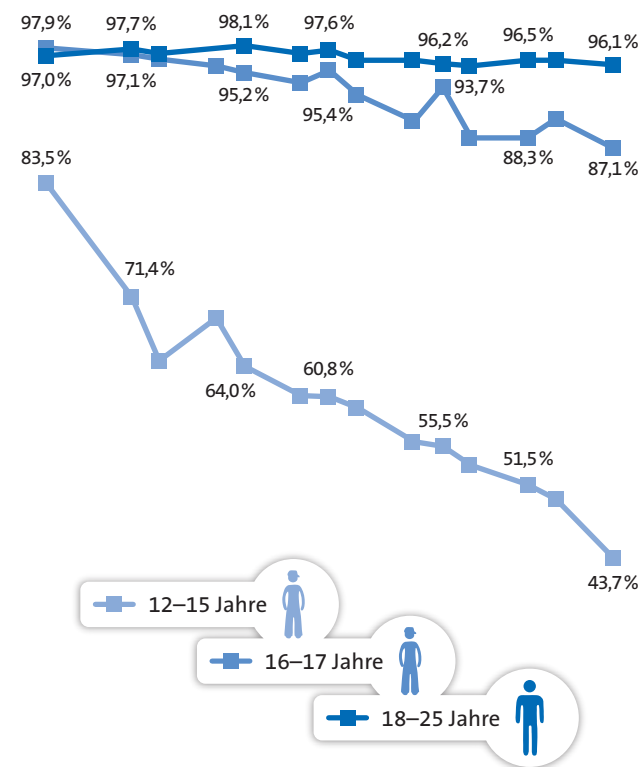 97,9 % 97,7 % 98,1 % 97,6 % 96,2 % 96,5 % 96,1 %
97,0 % 97,1 % 95,2 % 95,4 % 93,7 % 88,3 % 87,1 %
83,5 %
71,4 %
64,0 % 60,8 %
55,5 %
51,5 %
43,7 %
12–15 Jahre
16–17 Jahre
18–25 Jahre